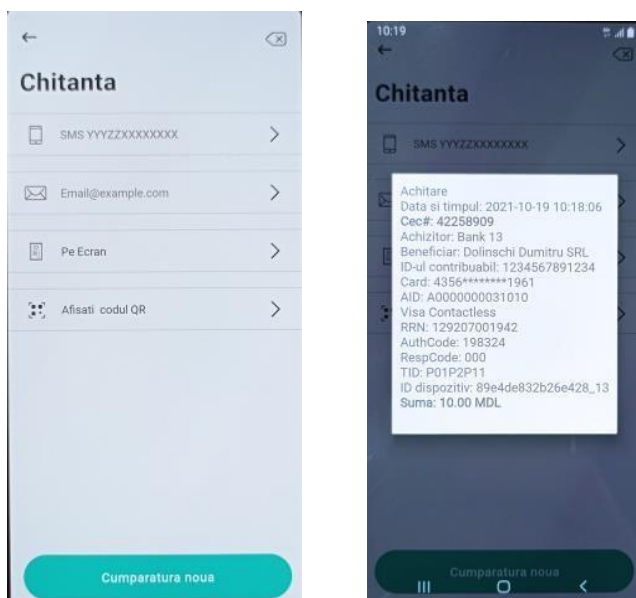 Chitanta
SMS YYYZZXXXXXXXX
Email@example.com
Pe Ecran
Afisati codul QR
Cumparatura noua
10:19
Chitanta
SMS YYYZZXXXXXXXX
Achitare
Data si timpul: 2021-10-19 10:18:06
Cec#: 42258909
Achizitor: Bank 13
Beneficiar: Dolinschi Dumitru SRL
ID-ul contribuabil: 1234567891234
Card: 4356********1961
AID: A0000000031010
Visa Contactless
RRN: 129207001942
AuthCode: 198324
RespCode: 000
TID: P01P2P11
ID dispozitiv: 89e4de832b26e428_13
Suma: 10.00 MDL
Cumparatura noua